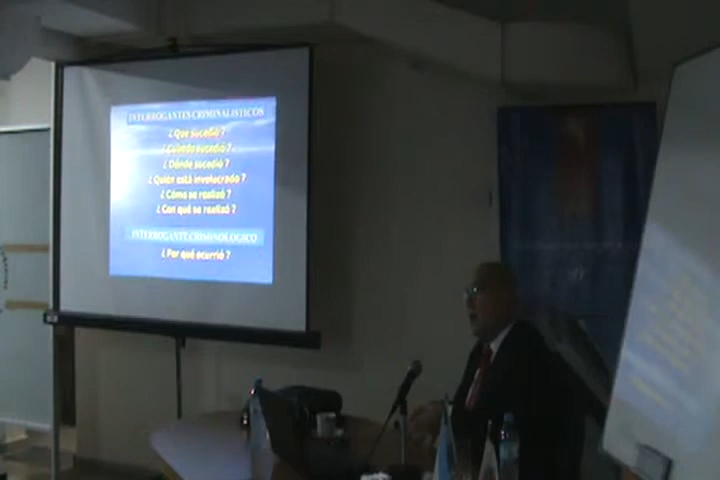 INTERROGANTES CRIMINALISTICOS
¿ Que sucedió ?
¿ Cuándo sucedió ?
¿ Dónde sucedió ?
¿ Quién está involucrado ?
¿ Cómo se realizó ?
¿ Con qué se realizó ?
INTERROGANTE CRIMINOLOGICO
¿ Por qué ocurrió ?